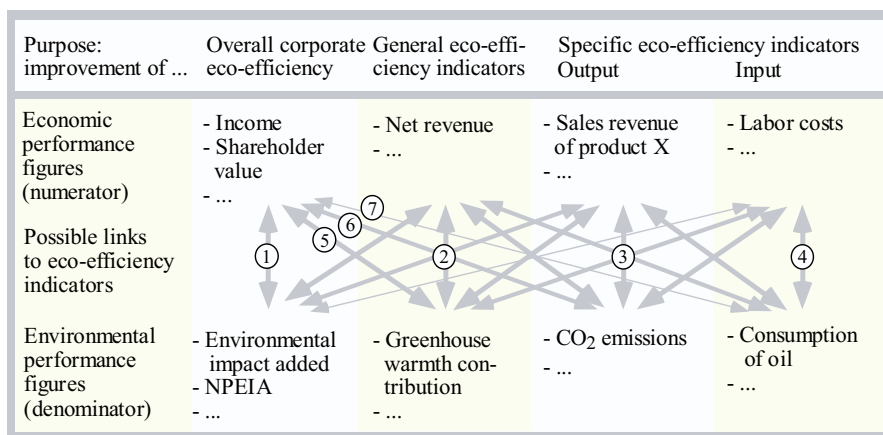 Purpose:
improvement of ...
Overall corporate
eco-efficiency
General eco-effi-
ciency indicators
Specific eco-efficiency indicators
Output
Input
Economic
performance
figures
(numerator)
- Income
- Shareholder
value
- ...
- Net revenue
- ...
- Sales revenue
of product X
- ...
- Labor costs
- ...
Possible links
to eco-efficiency
indicators
1
5
6
7
2
3
4
Environmental
performance
figures
(denominator)
- Environmental
impact added
- NPEIA
- ...
- Greenhouse
warmth con-
tribution
- ...
- CO2 emissions
- ...
- Consumption
of oil
- ...